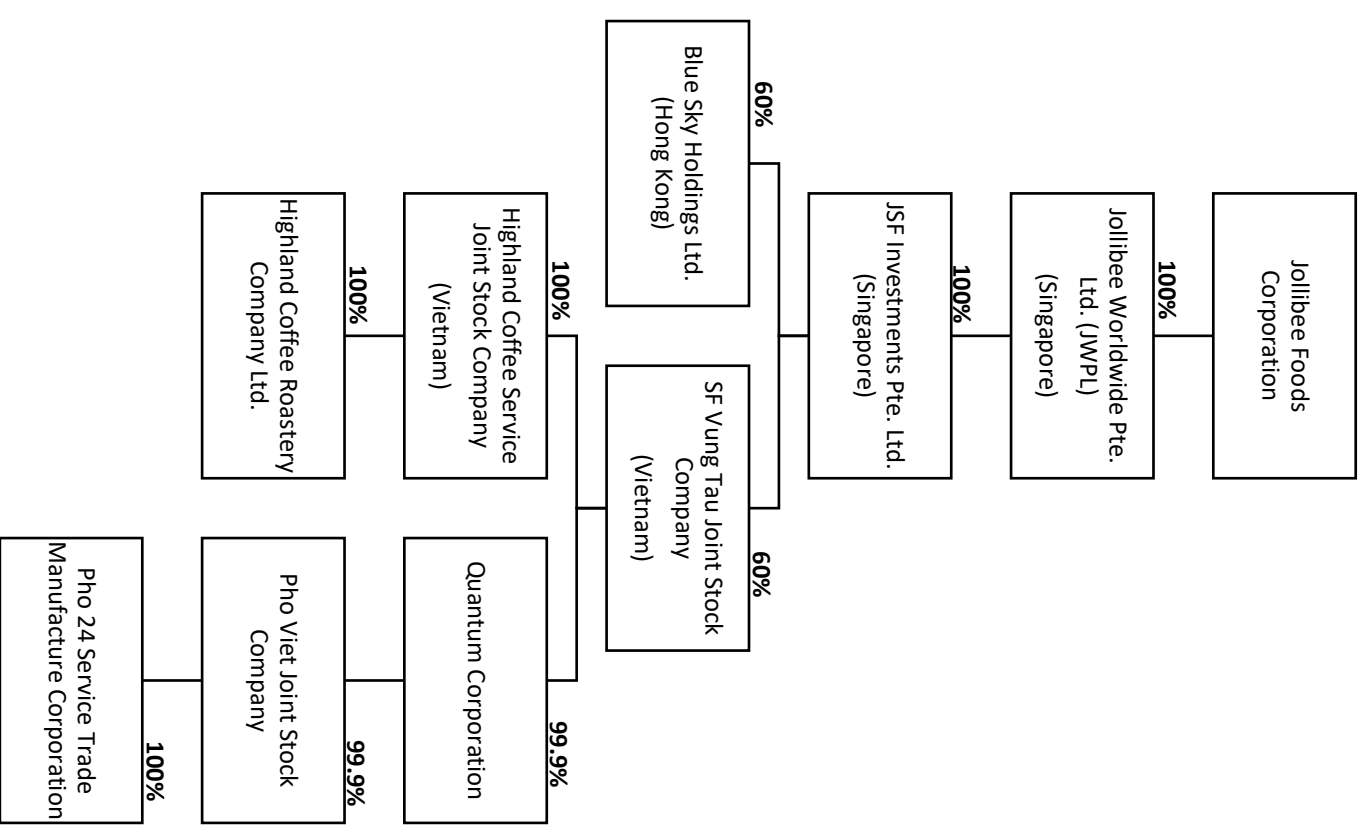 Jollibee Foods
Corporation
100%
Jollibee Worldwide Pte.
Ltd. (JWPL)
(Singapore)
100%
JSF Investments Pte. Ltd.
(Singapore)
60%
Blue Sky Holdings Ltd.
(Hong Kong)
60%
SF Vung Tau Joint Stock
Company
(Vietnam)
100%
Highland Coffee Service
Joint Stock Company
(Vietnam)
99.9%
Quantum Corporation
100%
Highland Coffee Roastery
Company Ltd.
99.9%
Pho Viet Joint Stock
Company
100%
Pho 24 Service Trade
Manufacture Corporation